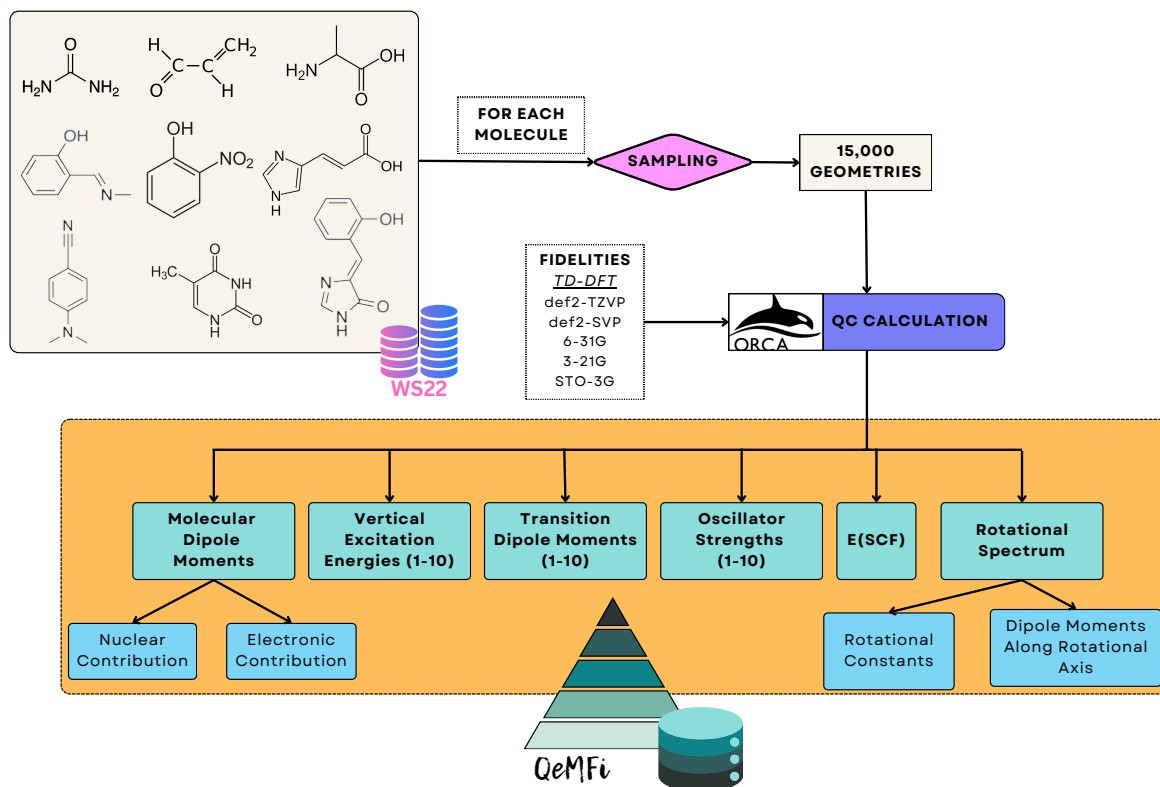 O
H₂N
NH₂
H
C
CH₂
O
C
H
H₂N
OH
O
OH
N
OH
NO₂
N
N
H
O
OH
N
N
H₃C
O
NH
N
H
O
OH
N
N
H
O
WS22
FOR EACH
MOLECULE
SAMPLING
15,000
GEOMETRIES
FIDELITIES
TD-DFT
def2-TZVP
def2-SVP
6-31G
3-21G
STO-3G
ORCA
QC CALCULATION
Molecular
Dipole
Moments
Vertical
Excitation
Energies (1-10)
Transition
Dipole Moments
(1-10)
Oscillator
Strengths
(1-10)
E(SCF)
Rotational
Spectrum
Nuclear
Contribution
Electronic
Contribution
Rotational
Constants
Dipole Moments
Along Rotational
Axis
QeMFi